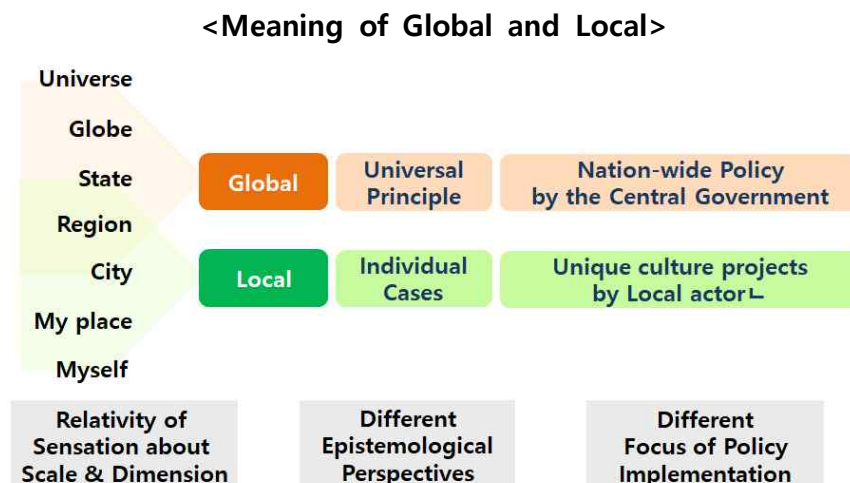 <Meaning of Global and Local>
Universe
Globe
State
Region
City
My place
Myself
Global
Universal
Principle
Nation-wide Policy
by the Central Government
Local
Individual
Cases
Unique culture projects
by Local actorㄴ
Relativity of
Sensation about
Scale & Dimension
Different
Epistemological
Perspectives
Different
Focus of Policy
Implementation